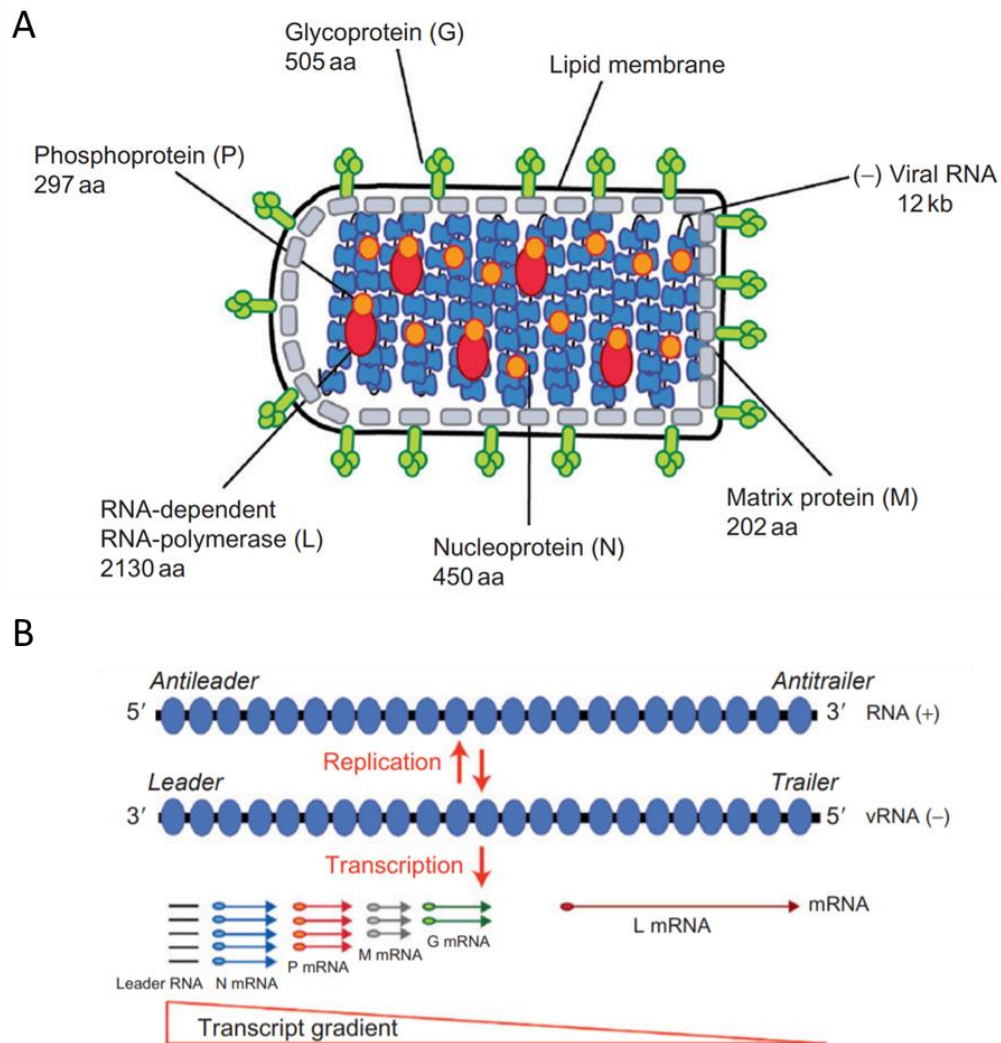 A
Glycoprotein (G)
505 aa
Lipid membrane
Phosphoprotein (P)
297 aa
(−) Viral RNA
12 kb
RNA-dependent
RNA-polymerase (L)
2130 aa
Nucleoprotein (N)
450 aa
Matrix protein (M)
202 aa
B
Antileader
Antitrailer
5′ 3′ RNA (+)
Replication
Leader
Trailer
3′ 5′ vRNA (−)
Transcription
mRNA
L mRNA
G mRNA
M mRNA
P mRNA
Leader RNA N mRNA
Transcript gradient